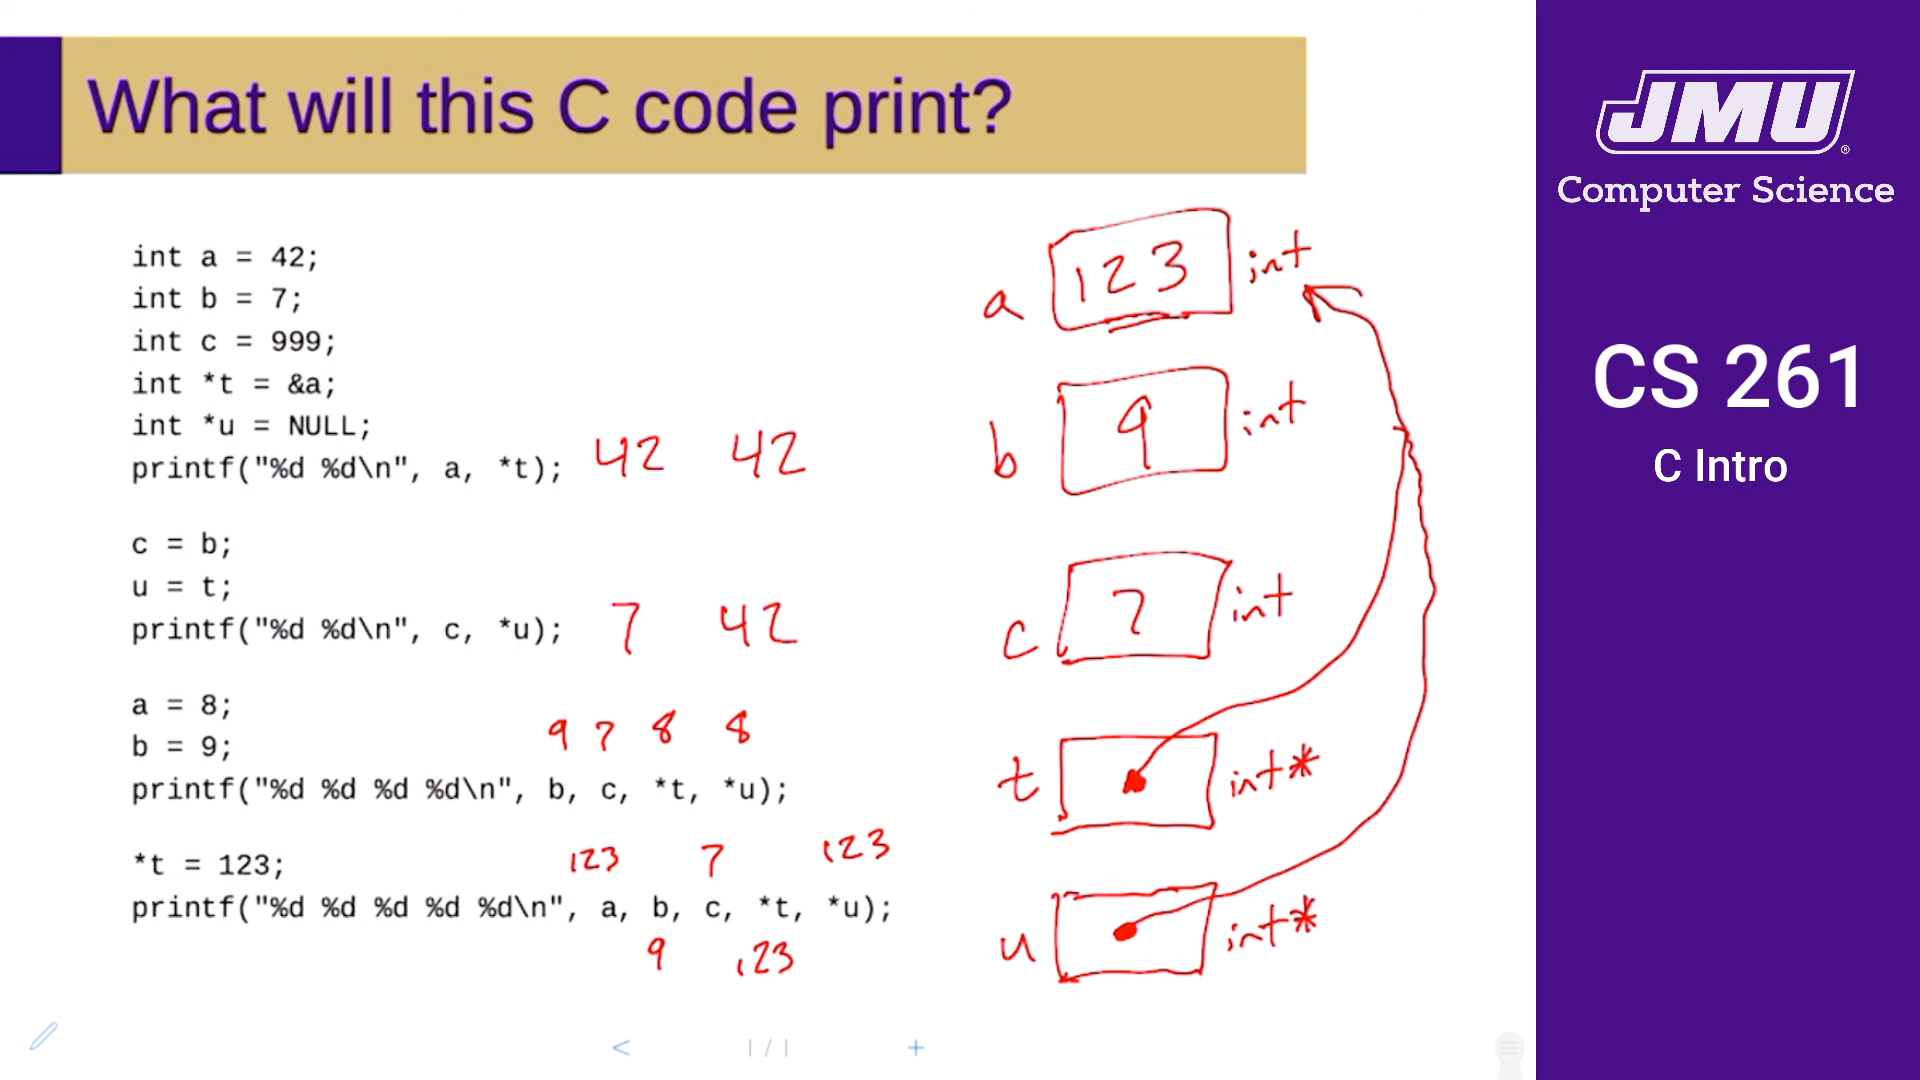 What will this C code print?
JMU®
Computer Science
CS 261
C Intro
int a = 42;
int b = 7;
int c = 999;
int *t = &a;
int *u = NULL;
printf("%d %d\n", a, *t); 42 42
c = b;
u = t;
printf("%d %d\n", c, *u); 7 42
a = 8;
9 7 8 8
b = 9;
printf("%d %d %d %d\n", b, c, *t, *u);
123 7 123
*t = 123;
printf("%d %d %d %d %d\n", a, b, c, *t, *u);
9 123
a 123 int
b 9 int
c 7 int
t int*
u int*
< 1 / 1 +